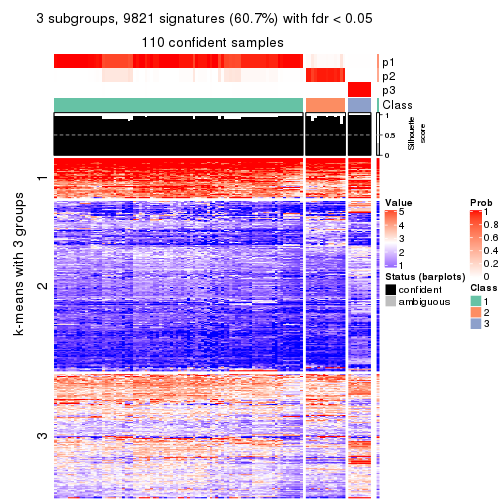 3 subgroups, 9821 signatures (60.7%) with fdr < 0.05
110 confident samples
p1
p2
p3
Class
1
0.5
0
Silhouette
score
k-means with 3 groups
1
2
3
Value
5
4
3
2
1
Status (barplots)
confident
ambiguous
Prob
1
0.8
0.6
0.4
0.2
0
Class
1
2
3